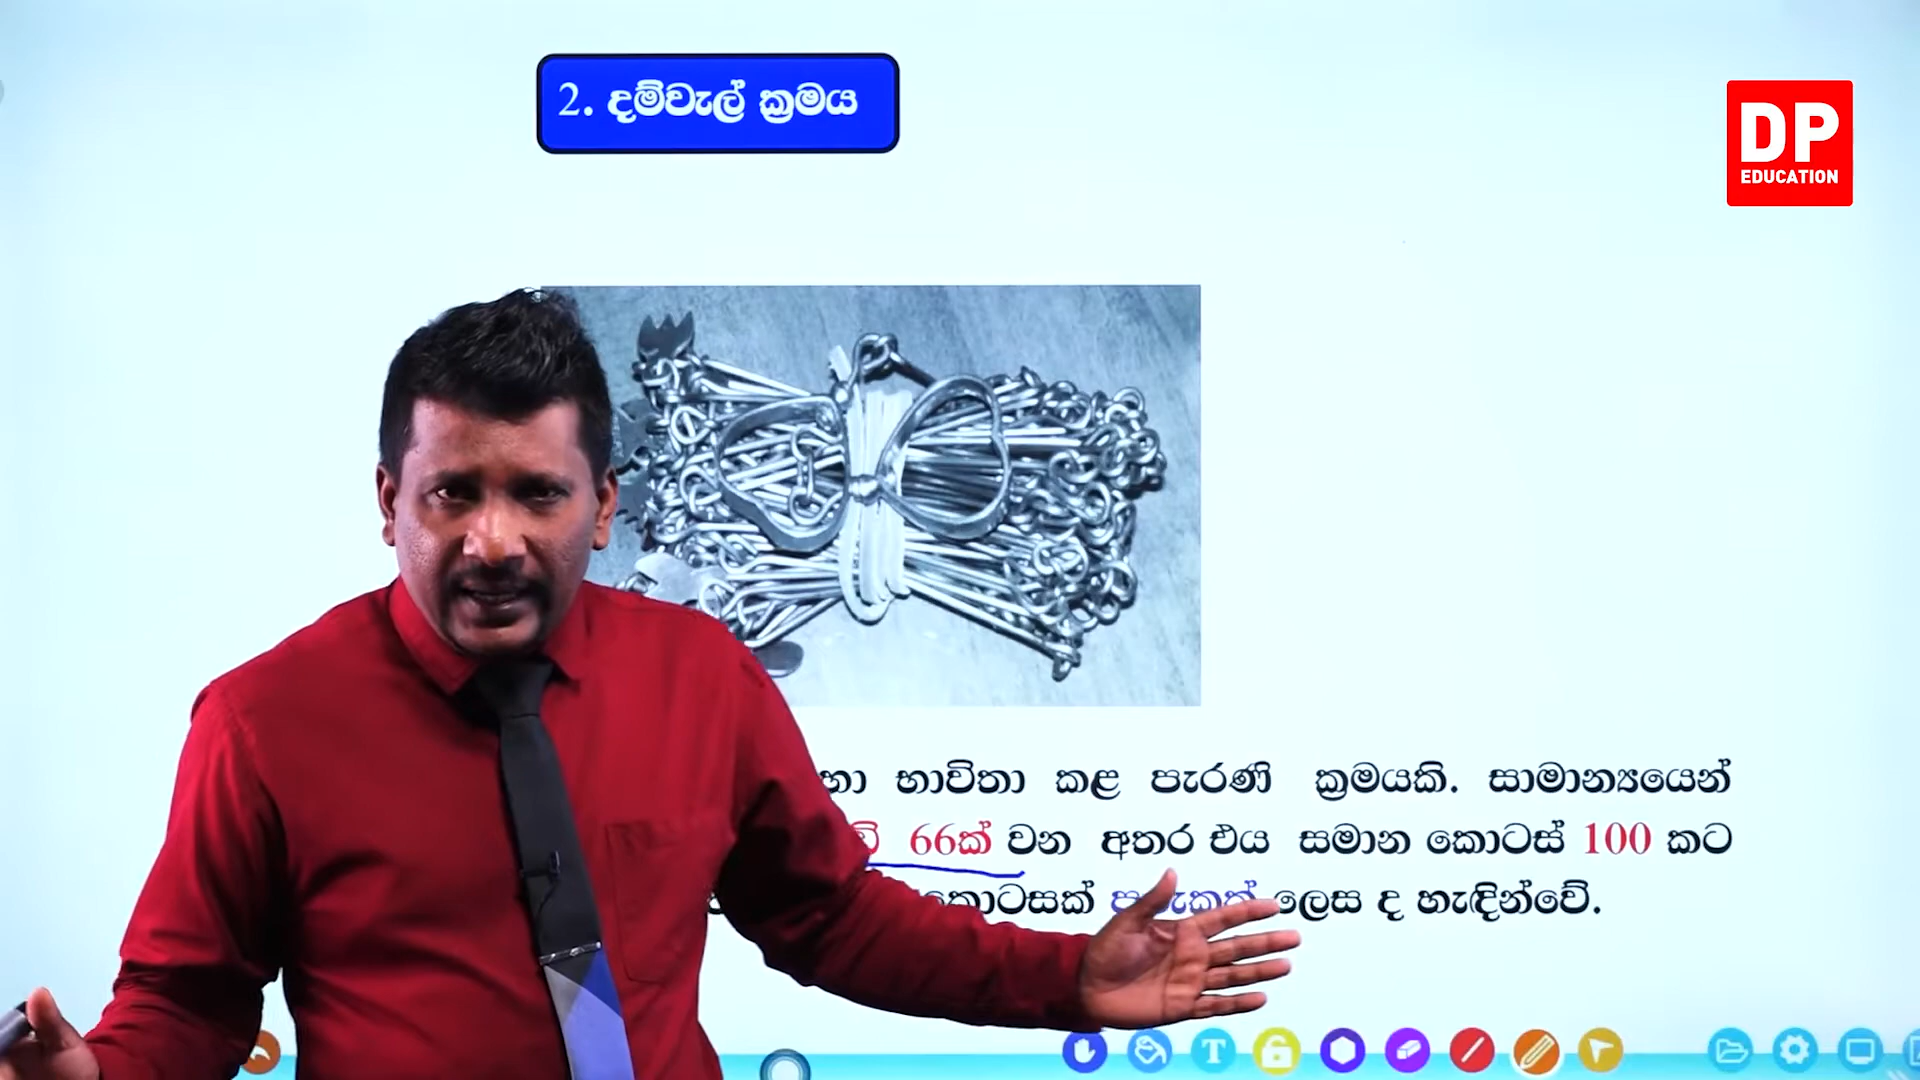 2. දම්වැල් ක්‍රමය
DP
EDUCATION
භාවිතා කළ පැරණි ක්‍රමයකි. සාමාන්‍යයෙන්
66ක් වන අතර එය සමාන කොටස් 100 කට
කොටසක් ලෙස ද හැඳින්වේ.